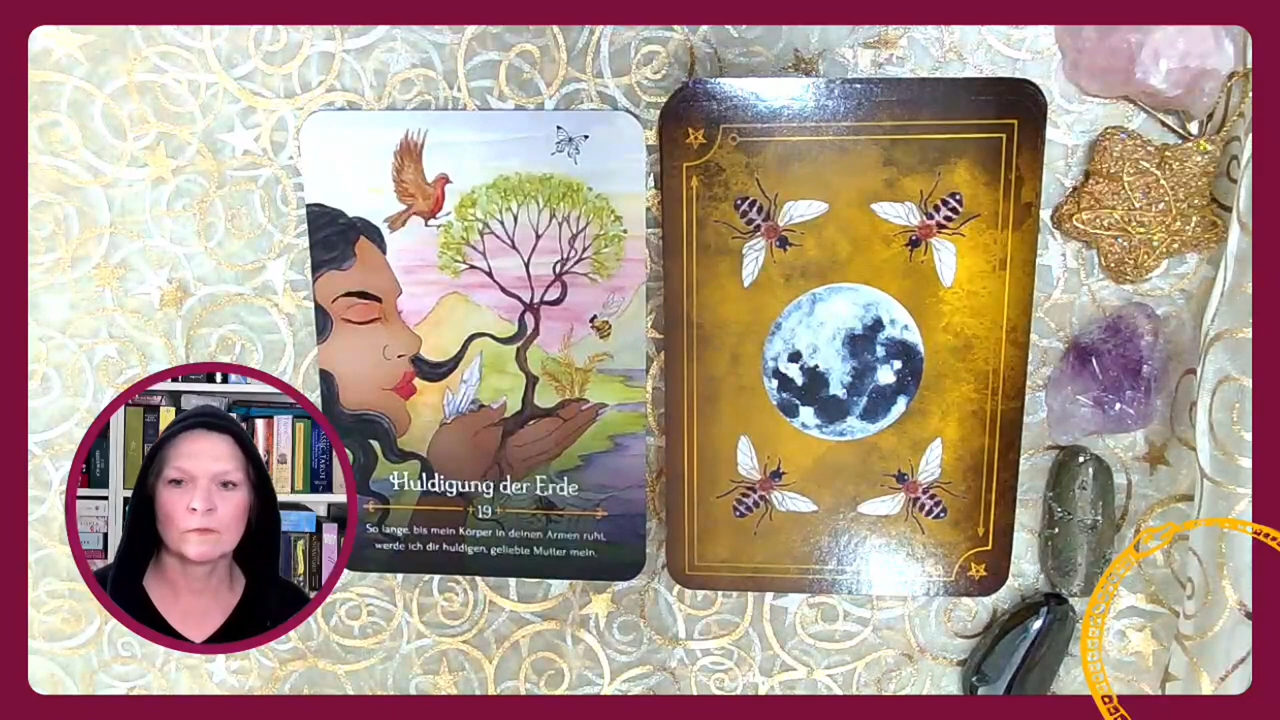 Huldigung der Erde
19
So lange, bis mein Körper in deinen Armen ruht,
werde ich dir huldigen, geliebte Mutter mein.
TAROT